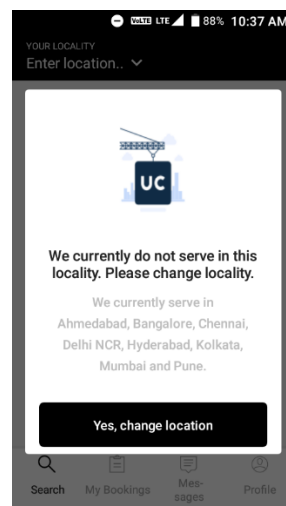 VoLTE LTE 88% 10:37 AM
YOUR LOCALITY
Enter location..
UC
We currently do not serve in this
locality. Please change locality.
We currently serve in
Ahmedabad, Bangalore, Chennai,
Delhi NCR, Hyderabad, Kolkata,
Mumbai and Pune.
Yes, change location
Search My Bookings Mes-
sages Profile